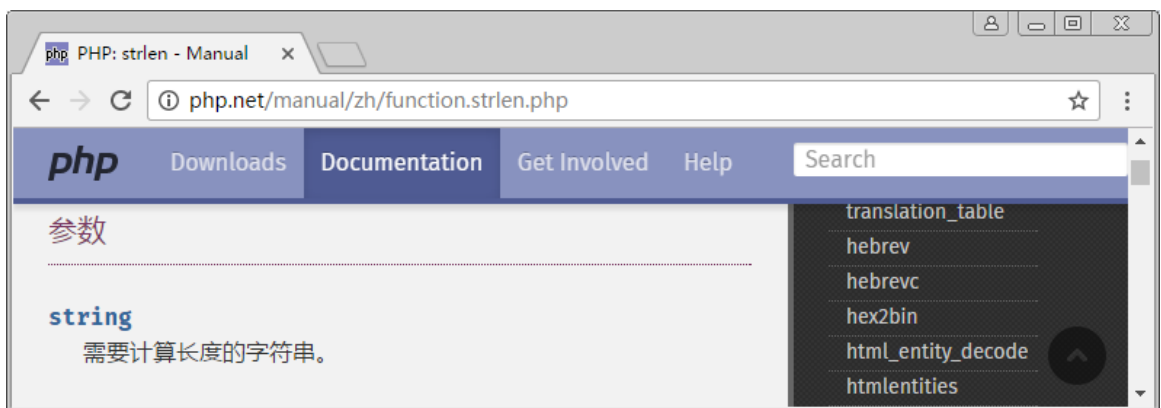 php PHP: strlen - Manual
php.net/manual/zh/function.strlen.php
php Downloads Documentation Get Involved Help Search
参数
string
需要计算长度的字符串。
translation_table
hebrev
hebrevc
hex2bin
html_entity_decode
htmlentities